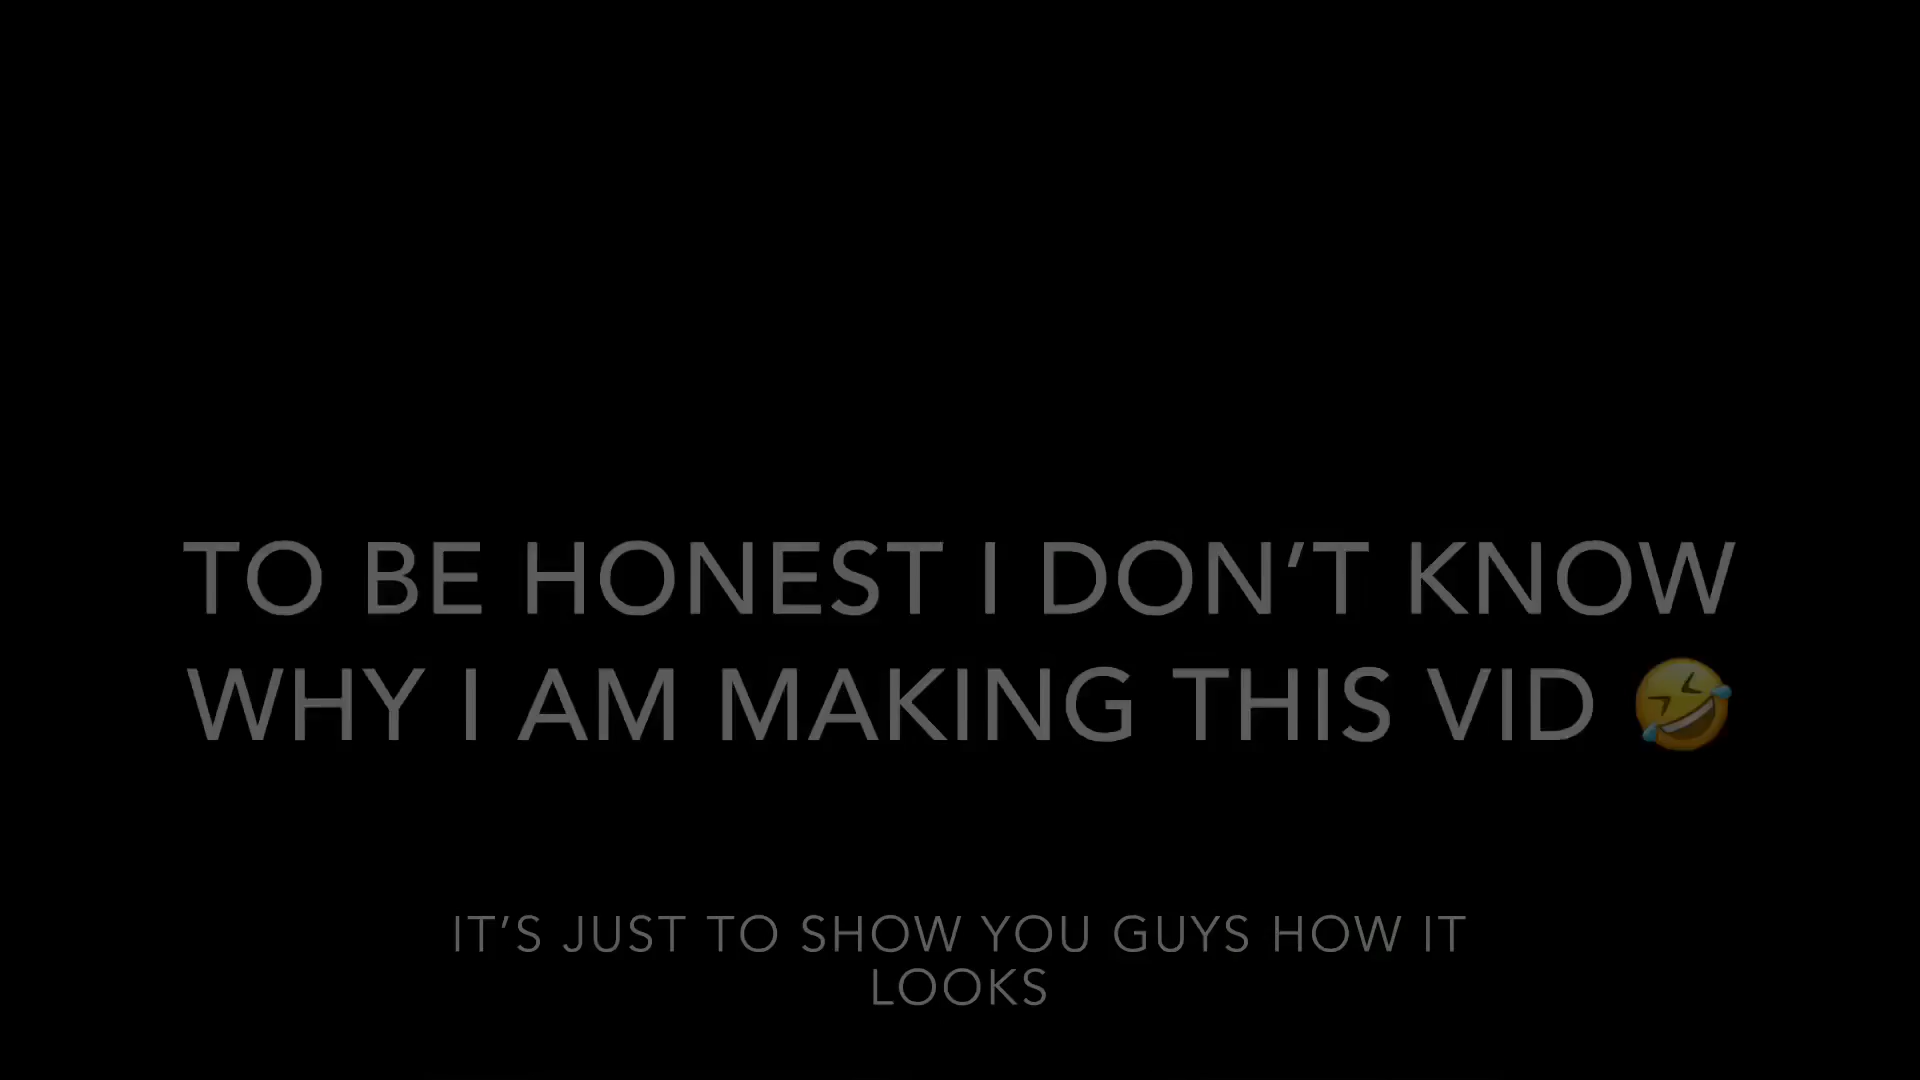 TO BE HONEST I DON’T KNOW
WHY I AM MAKING THIS VID 🤣
IT’S JUST TO SHOW YOU GUYS HOW IT
LOOKS